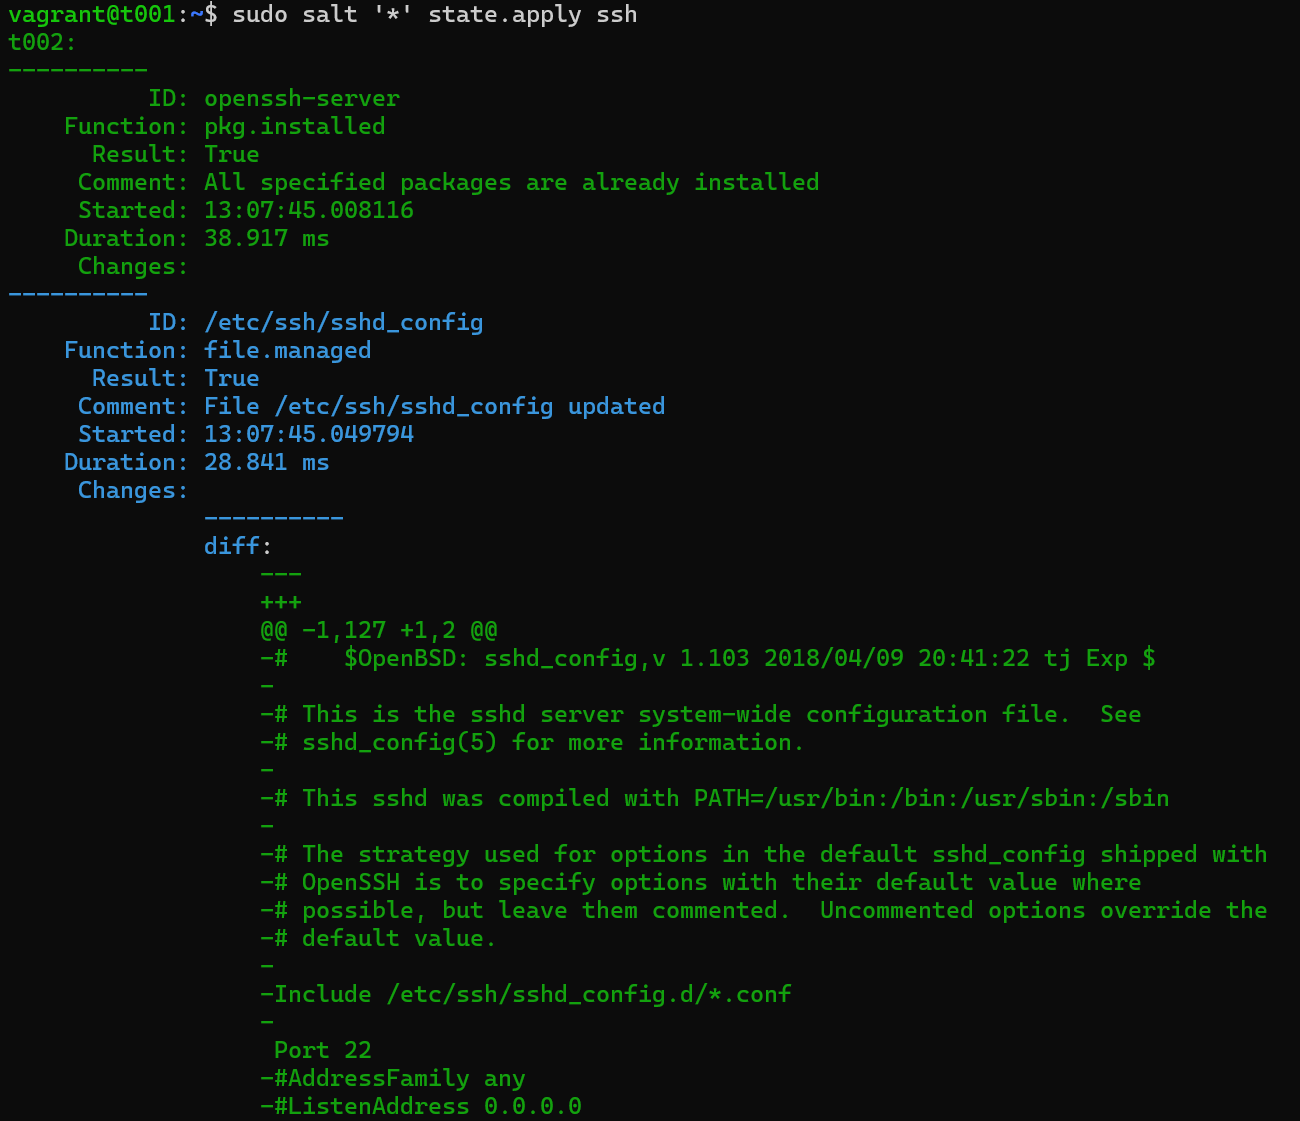 vagrant@t001:~$ sudo salt '*' state.apply ssh
t002:
----------
          ID: openssh-server
    Function: pkg.installed
      Result: True
     Comment: All specified packages are already installed
     Started: 13:07:45.008116
    Duration: 38.917 ms
     Changes:
----------
          ID: /etc/ssh/sshd_config
    Function: file.managed
      Result: True
     Comment: File /etc/ssh/sshd_config updated
     Started: 13:07:45.049794
    Duration: 28.841 ms
     Changes:
              ----------
              diff:
                  ---
                  +++
                  @@ -1,127 +1,2 @@
                  -#    $OpenBSD: sshd_config,v 1.103 2018/04/09 20:41:22 tj Exp $
                  -
                  -# This is the sshd server system-wide configuration file.  See
                  -# sshd_config(5) for more information.
                  -
                  -# This sshd was compiled with PATH=/usr/bin:/bin:/usr/sbin:/sbin
                  -
                  -# The strategy used for options in the default sshd_config shipped with
                  -# OpenSSH is to specify options with their default value where
                  -# possible, but leave them commented.  Uncommented options override the
                  -# default value.
                  -
                  -Include /etc/ssh/sshd_config.d/*.conf
                  -
                   Port 22
                  -#AddressFamily any
                  -#ListenAddress 0.0.0.0